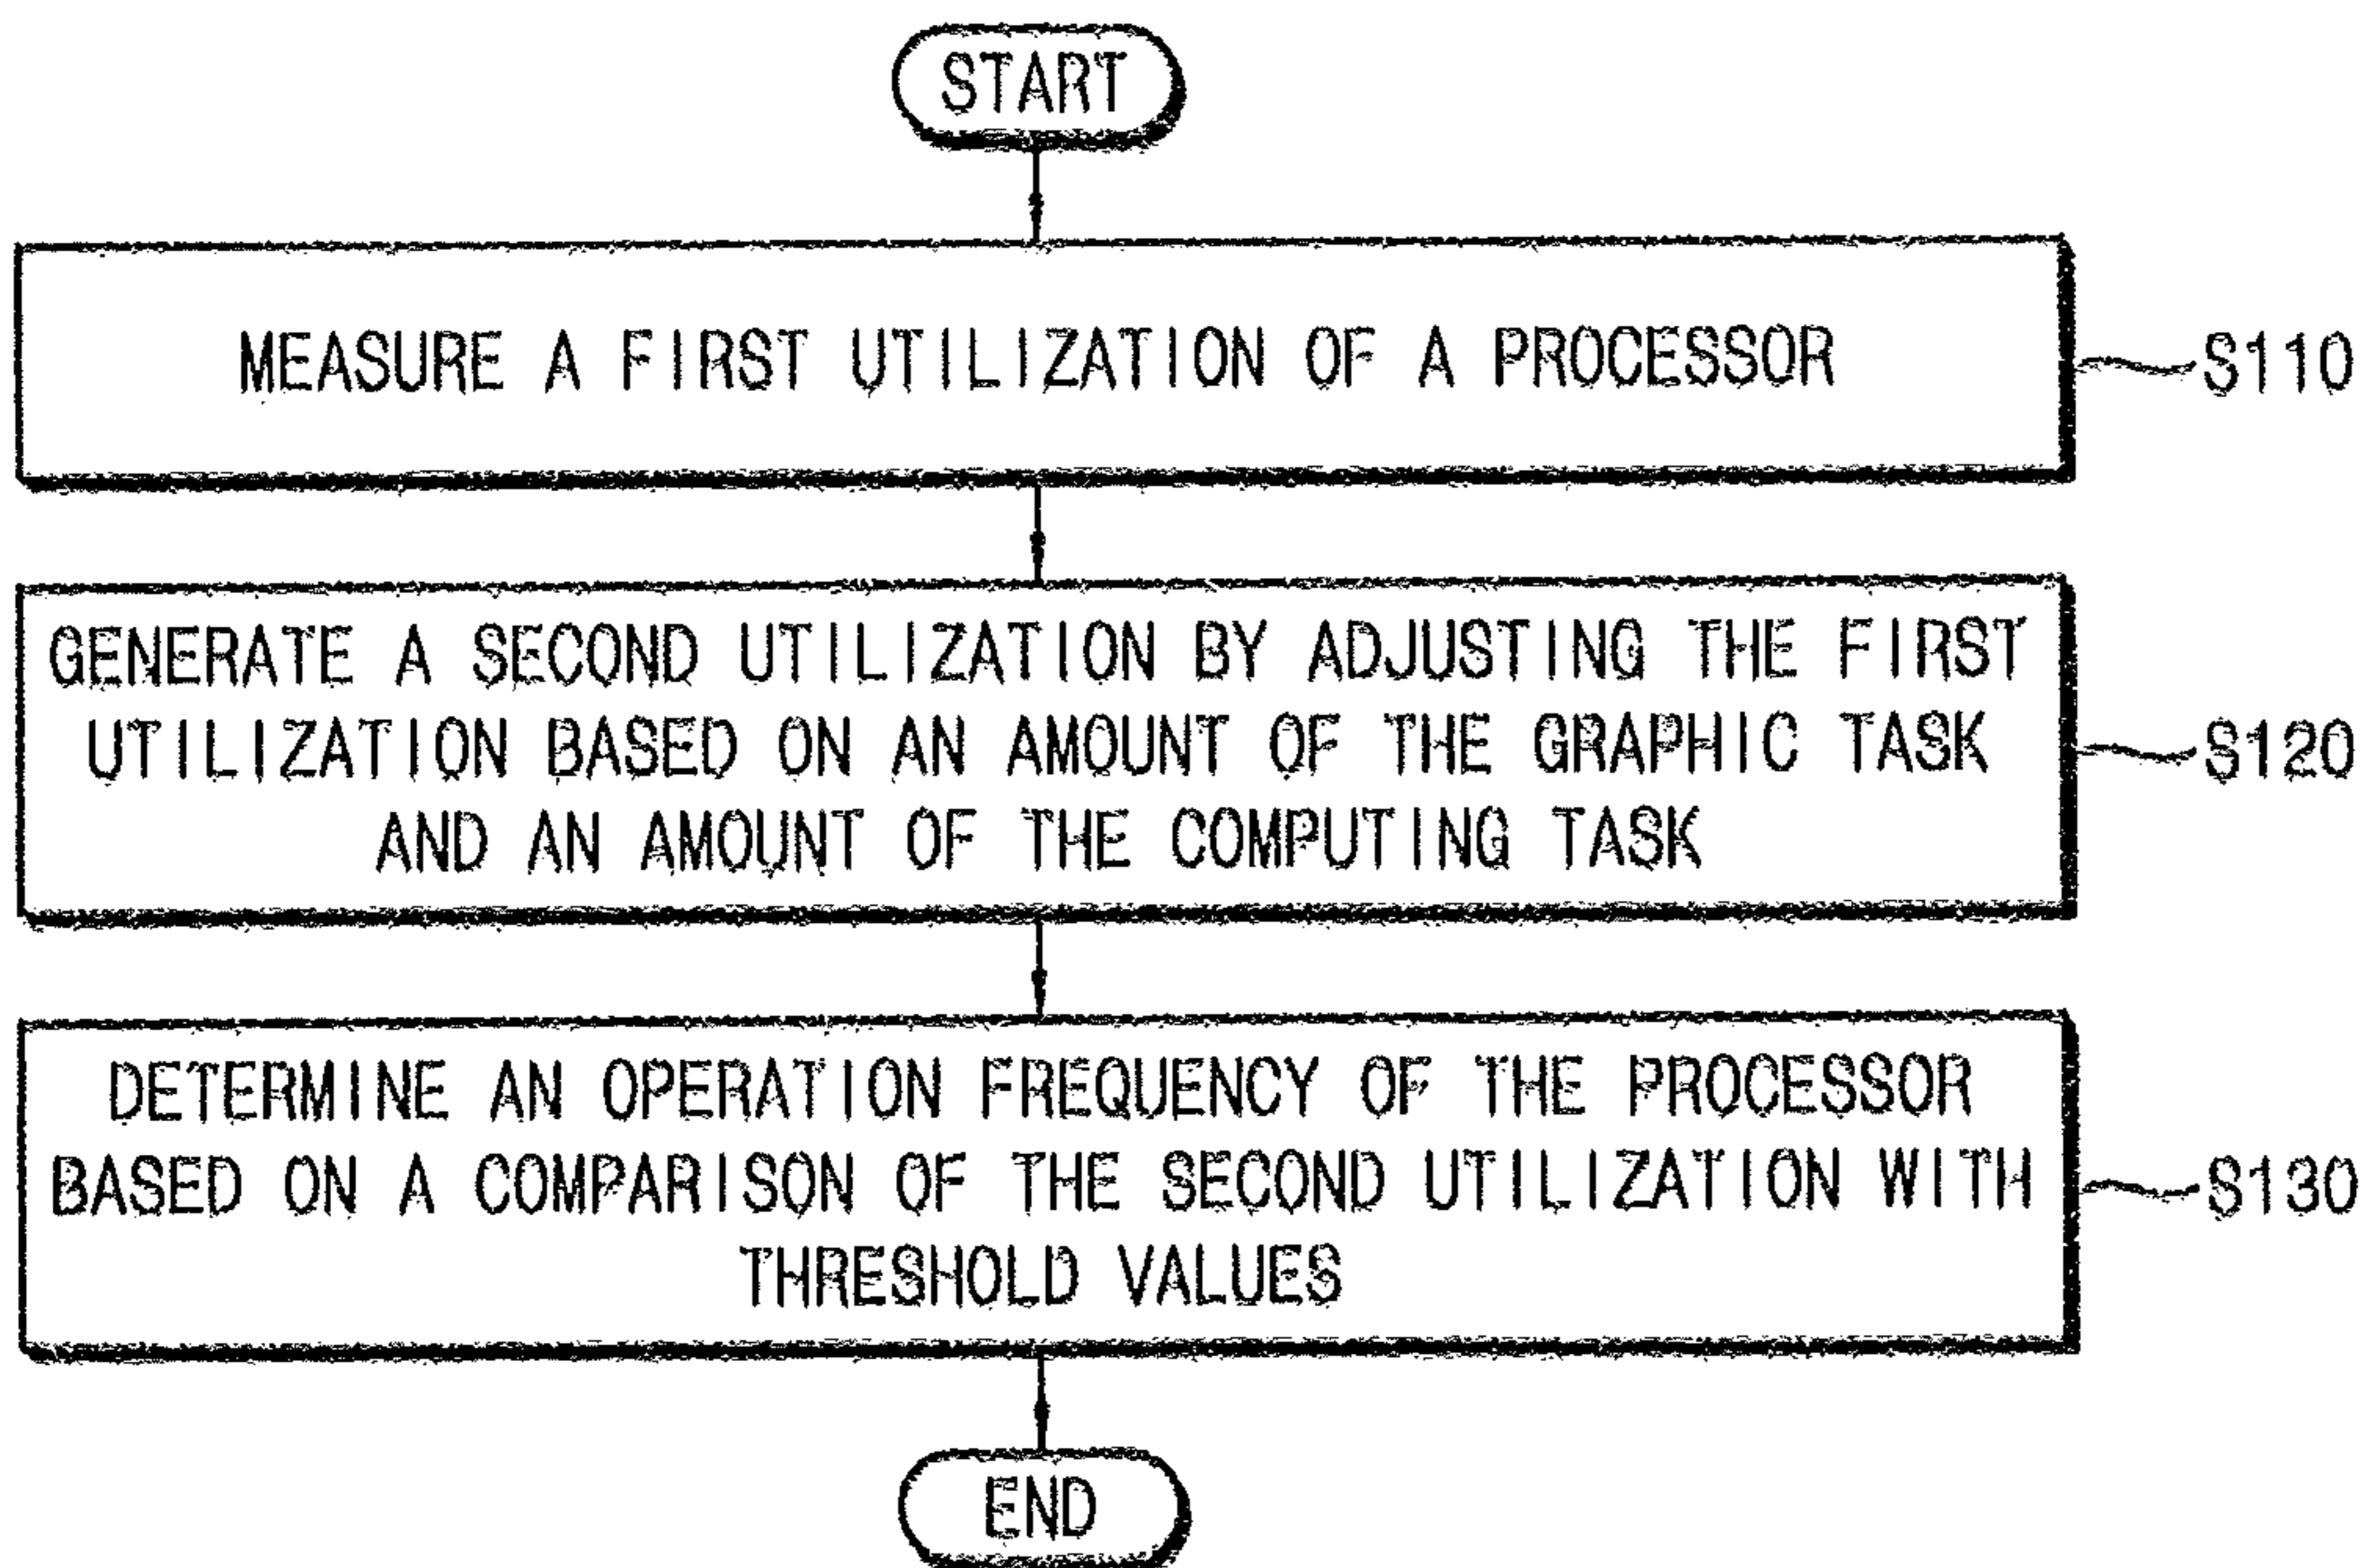 START
MEASURE A FIRST UTILIZATION OF A PROCESSOR
S110
GENERATE A SECOND UTILIZATION BY ADJUSTING THE FIRST
UTILIZATION BASED ON AN AMOUNT OF THE GRAPHIC TASK
AND AN AMOUNT OF THE COMPUTING TASK
S120
DETERMINE AN OPERATION FREQUENCY OF THE PROCESSOR
BASED ON A COMPARISON OF THE SECOND UTILIZATION WITH
THRESHOLD VALUES
S130
END